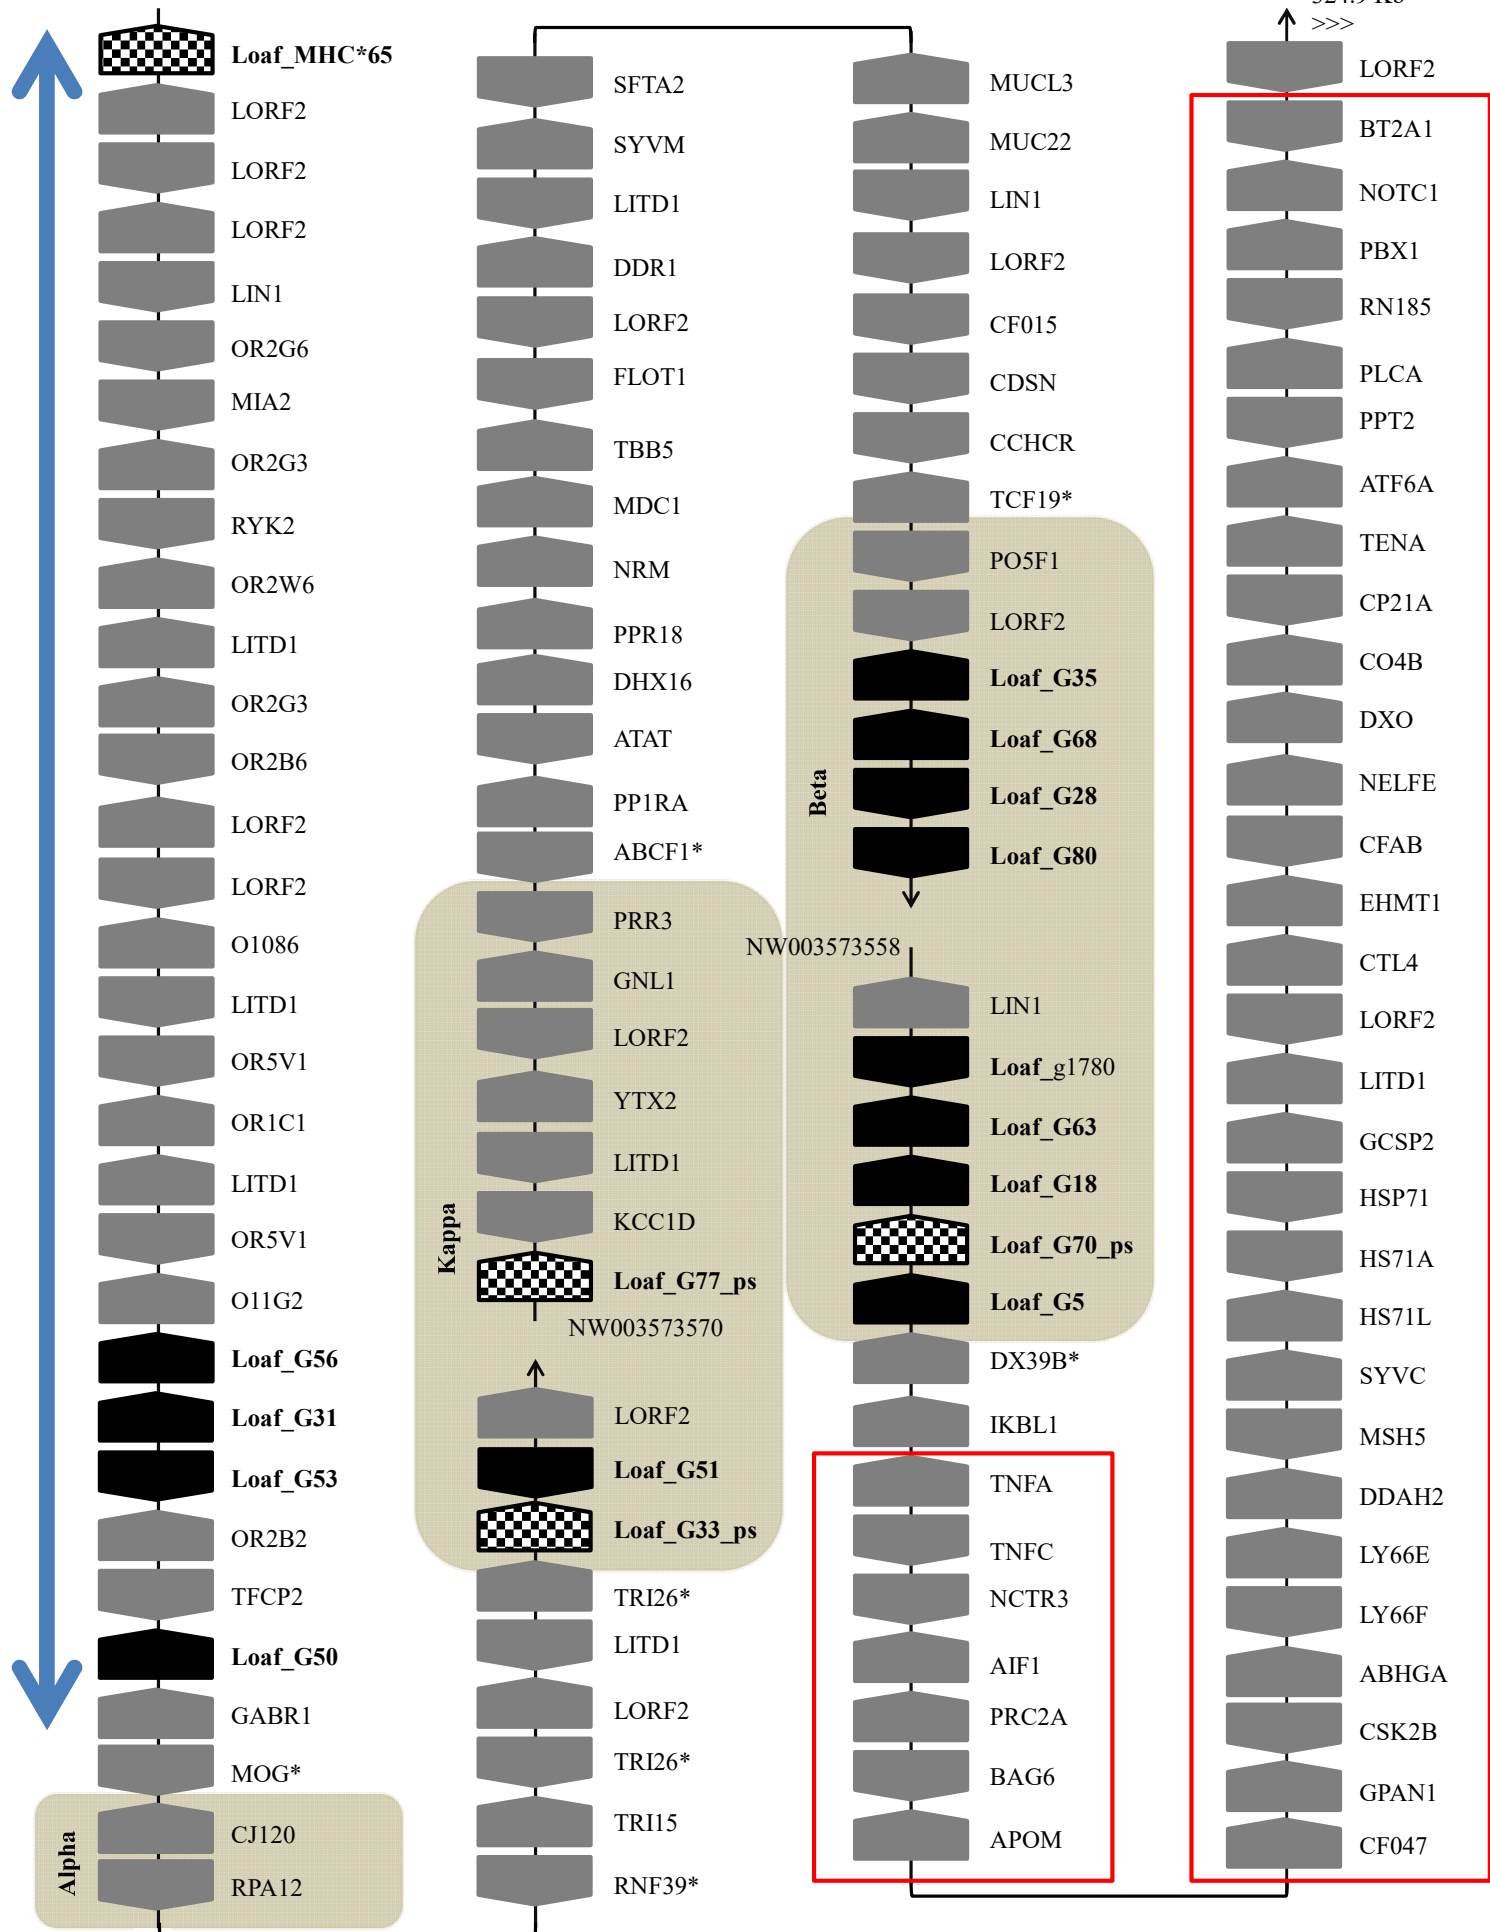 Loaf_MHC*65
LORF2
LORF2
LORF2
LIN1
OR2G6
MIA2
OR2G3
RYK2
OR2W6
LITD1
OR2G3
OR2B6
LORF2
LORF2
O1086
LITD1
OR5V1
OR1C1
LITD1
OR5V1
O11G2
Loaf_G56
Loaf_G31
Loaf_G53
OR2B2
TFCP2
Loaf_G50
GABR1
MOG*
Alpha
CJ120
RPA12
SFTA2
SYVM
LITD1
DDR1
LORF2
FLOT1
TBB5
MDC1
NRM
PPR18
DHX16
ATAT
PP1RA
ABCF1*
PRR3
GNL1
LORF2
YTX2
LITD1
KCC1D
Kappa
Loaf_G77_ps
NW003573570
LORF2
Loaf_G51
Loaf_G33_ps
TRI26*
LITD1
LORF2
TRI26*
TRI15
RNF39*
MUCL3
MUC22
LIN1
LORF2
CF015
CDSN
CCHCR
TCF19*
PO5F1
LORF2
Loaf_G35
Loaf_G68
Beta
Loaf_G28
Loaf_G80
NW003573558
LIN1
Loaf_g1780
Loaf_G63
Loaf_G18
Loaf_G70_ps
Loaf_G5
DX39B*
IKBL1
TNFA
TNFC
NCTR3
AIF1
PRC2A
BAG6
APOM
>>>
LORF2
BT2A1
NOTC1
PBX1
RN185
PLCA
PPT2
ATF6A
TENA
CP21A
CO4B
DXO
NELFE
CFAB
EHMT1
CTL4
LORF2
LITD1
GCSP2
HSP71
HS71A
HS71L
SYVC
MSH5
DDAH2
LY66E
LY66F
ABHGA
CSK2B
GPAN1
CF047